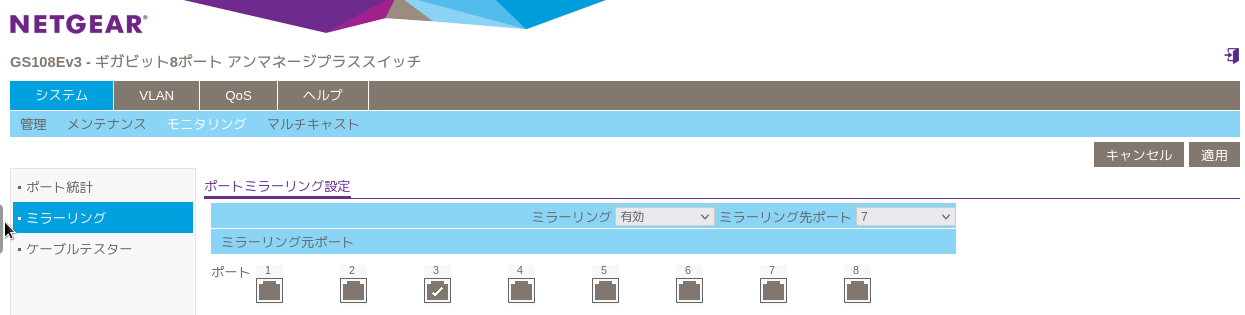 NETGEAR®
GS108Ev3 - ギガビット8ポート アンマネージプラススイッチ
システム VLAN QoS ヘルプ
管理 メンテナンス モニタリング マルチキャスト
キャンセル 適用
ポート統計
ミラーリング
ケーブルテスター
ポートミラーリング設定
ミラーリング 有効 ミラーリング先ポート 7
ミラーリング元ポート
ポート 1 2 3 4 5 6 7 8